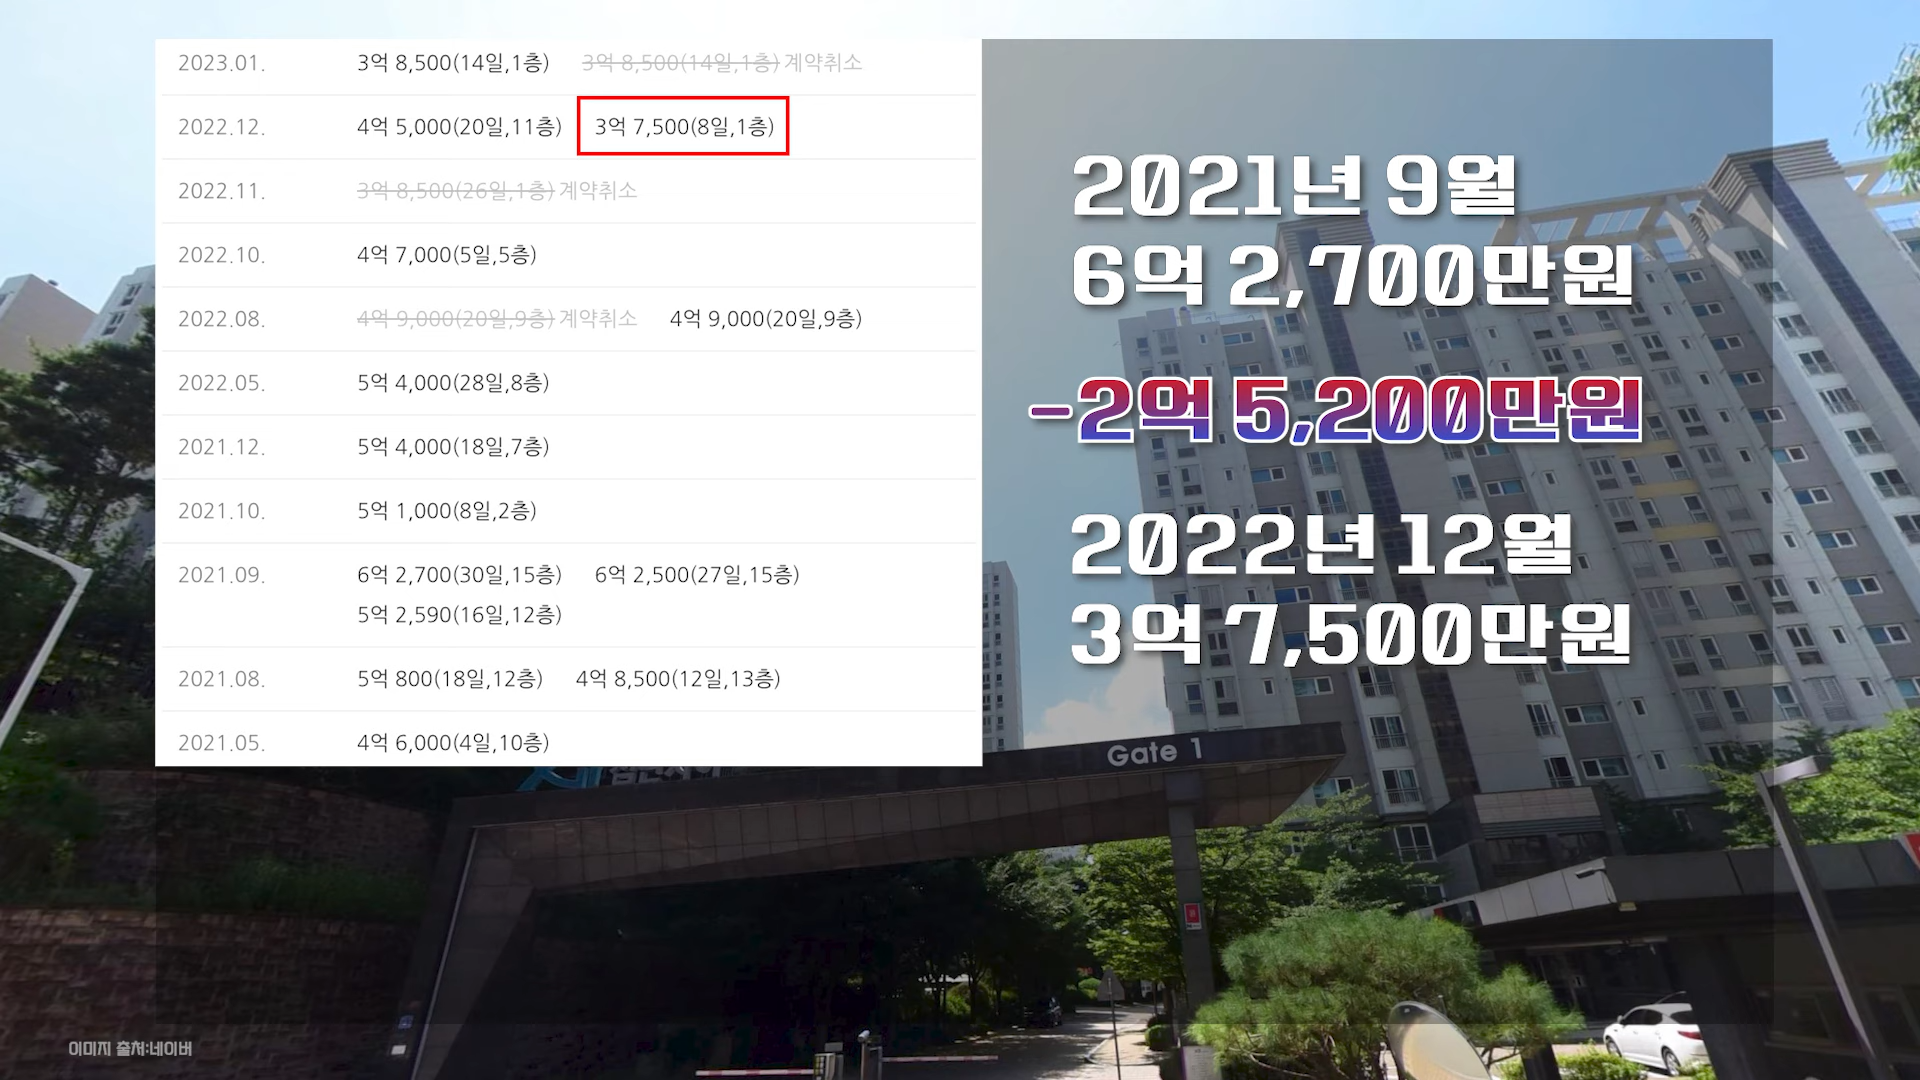 2023.01. 3억 8,500(14일,1층) 3억 8,500(14일,1층) 계약취소
2022.12. 4억 5,000(20일,11층) 3억 7,500(8일,1층)
2022.11. 3억 8,500(26일,1층) 계약취소
2022.10. 4억 7,000(5일,5층)
2022.08. 4억 9,000(20일,9층) 계약취소 4억 9,000(20일,9층)
2022.05. 5억 4,000(28일,8층)
2021.12. 5억 4,000(18일,7층)
2021.10. 5억 1,000(8일,2층)
2021.09. 6억 2,700(30일,15층) 6억 2,500(27일,15층)
5억 2,590(16일,12층)
2021.08. 5억 800(18일,12층) 4억 8,500(12일,13층)
2021.05. 4억 6,000(4일,10층)
2021년 9월
6억 2,700만원
-2억 5,200만원
2022년 12월
3억 7,500만원
Gate 1
이미지 출처:네이버